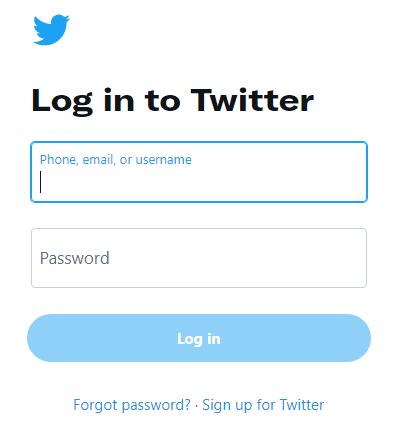 Log in to Twitter
Phone, email, or username
Password
Log in
Forgot password? · Sign up for Twitter